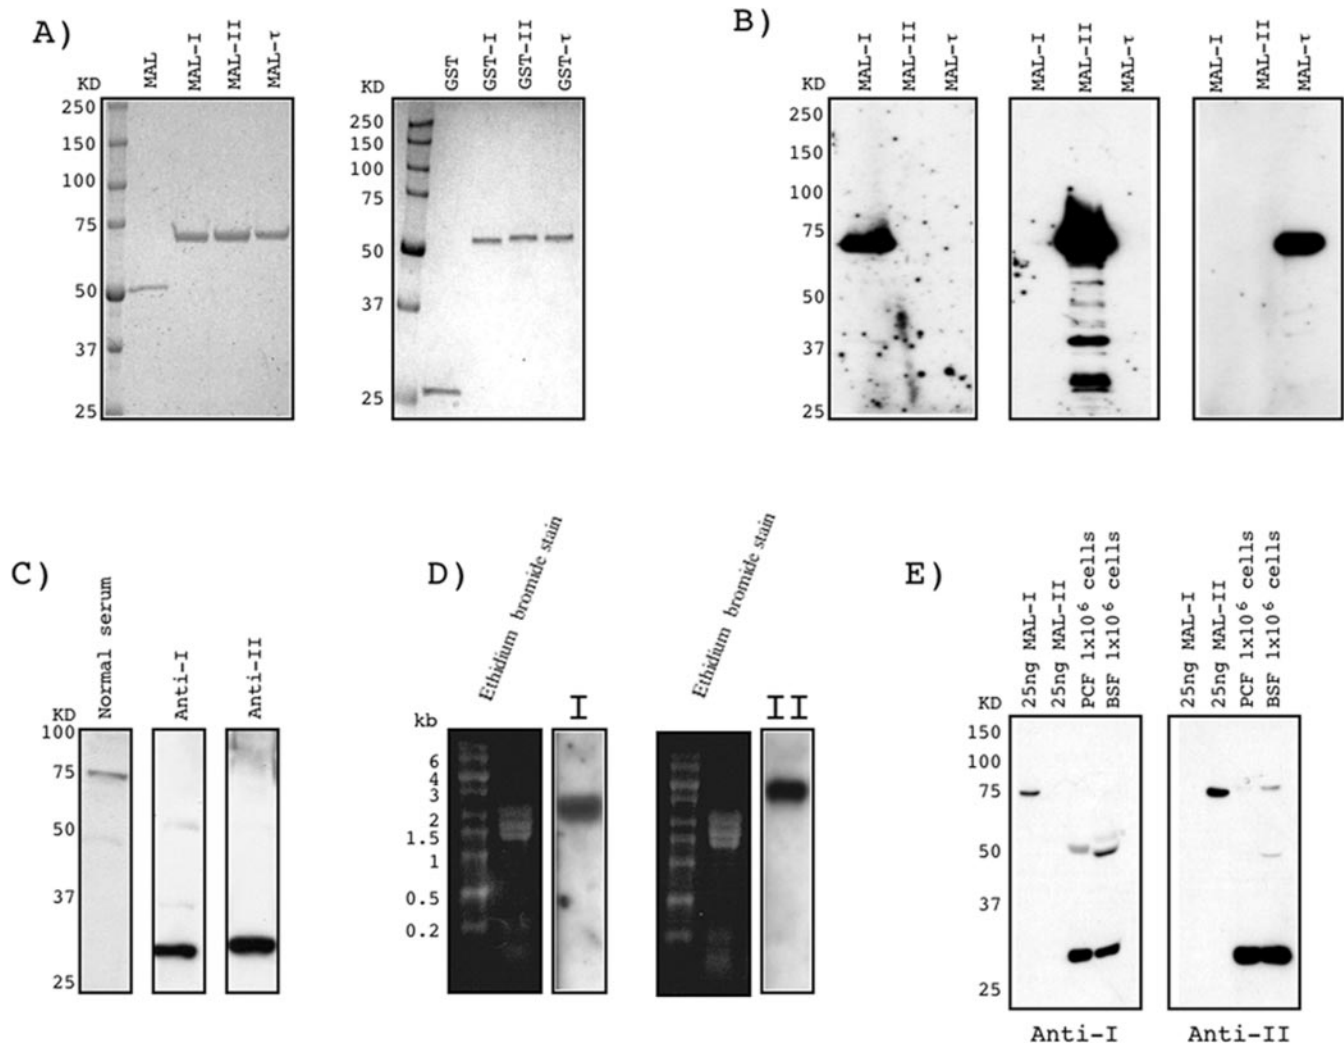 A)
KD
MAL
MAL-I
MAL-II
MAL-τ
250
150
100
75
50
37
25
KD
GST
GST-I
GST-II
GST-τ
250
150
100
75
50
37
25
B)
KD
MAL-I
MAL-II
MAL-τ
MAL-I
MAL-II
MAL-τ
MAL-I
MAL-II
MAL-τ
250
150
100
75
50
37
25
C)
KD
Normal serum
Anti-I
Anti-II
100
75
50
37
25
D)
Ethidium bromide stain
I
kb
6
4
3
2
1.5
1
0.5
0.2
Ethidium bromide stain
II
E)
KD
25ng MAL-I
25ng MAL-II
PCF 1x10⁶ cells
BSF 1x10⁶ cells
25ng MAL-I
25ng MAL-II
PCF 1x10⁶ cells
BSF 1x10⁶ cells
150
100
75
50
37
25
Anti-I
Anti-II